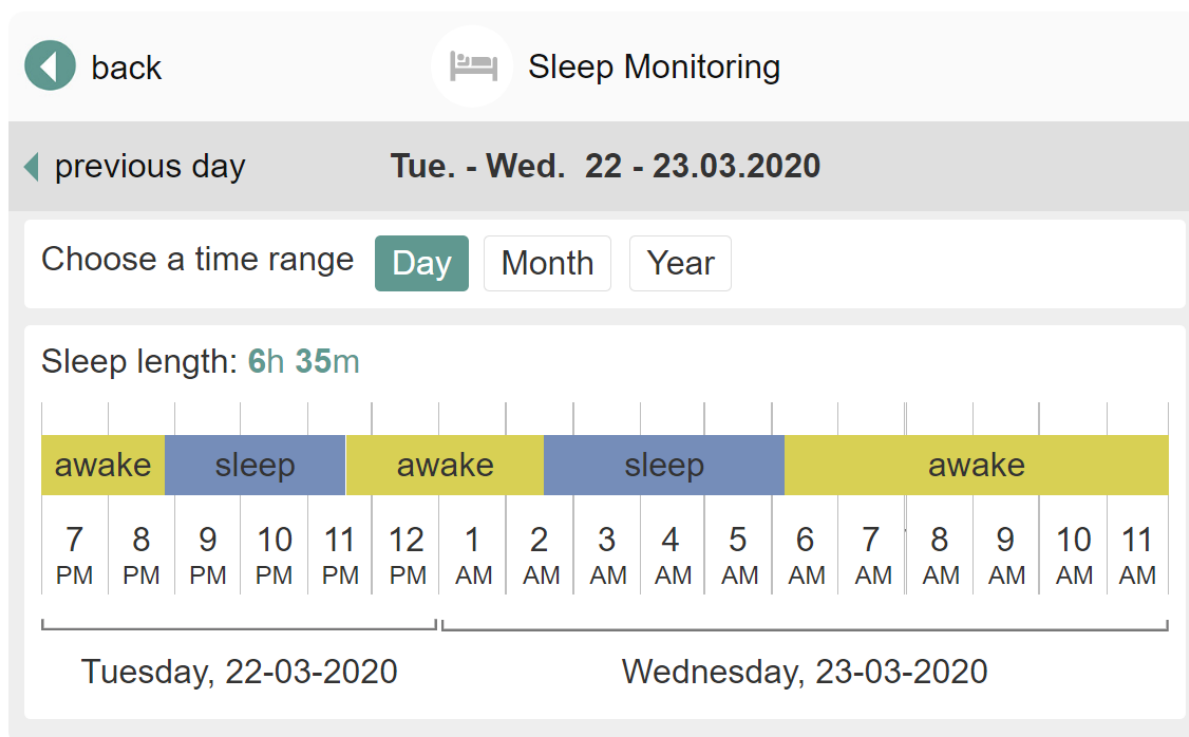 back
Sleep Monitoring
previous day
Tue. - Wed. 22 - 23.03.2020
Choose a time range Day Month Year
Sleep length: 6h 35m
awake sleep awake sleep awake
7 8 9 10 11 12 1 2 3 4 5 6 7 8 9 10 11
PM PM PM PM PM PM AM AM AM AM AM AM AM AM AM AM AM
Tuesday, 22-03-2020
Wednesday, 23-03-2020